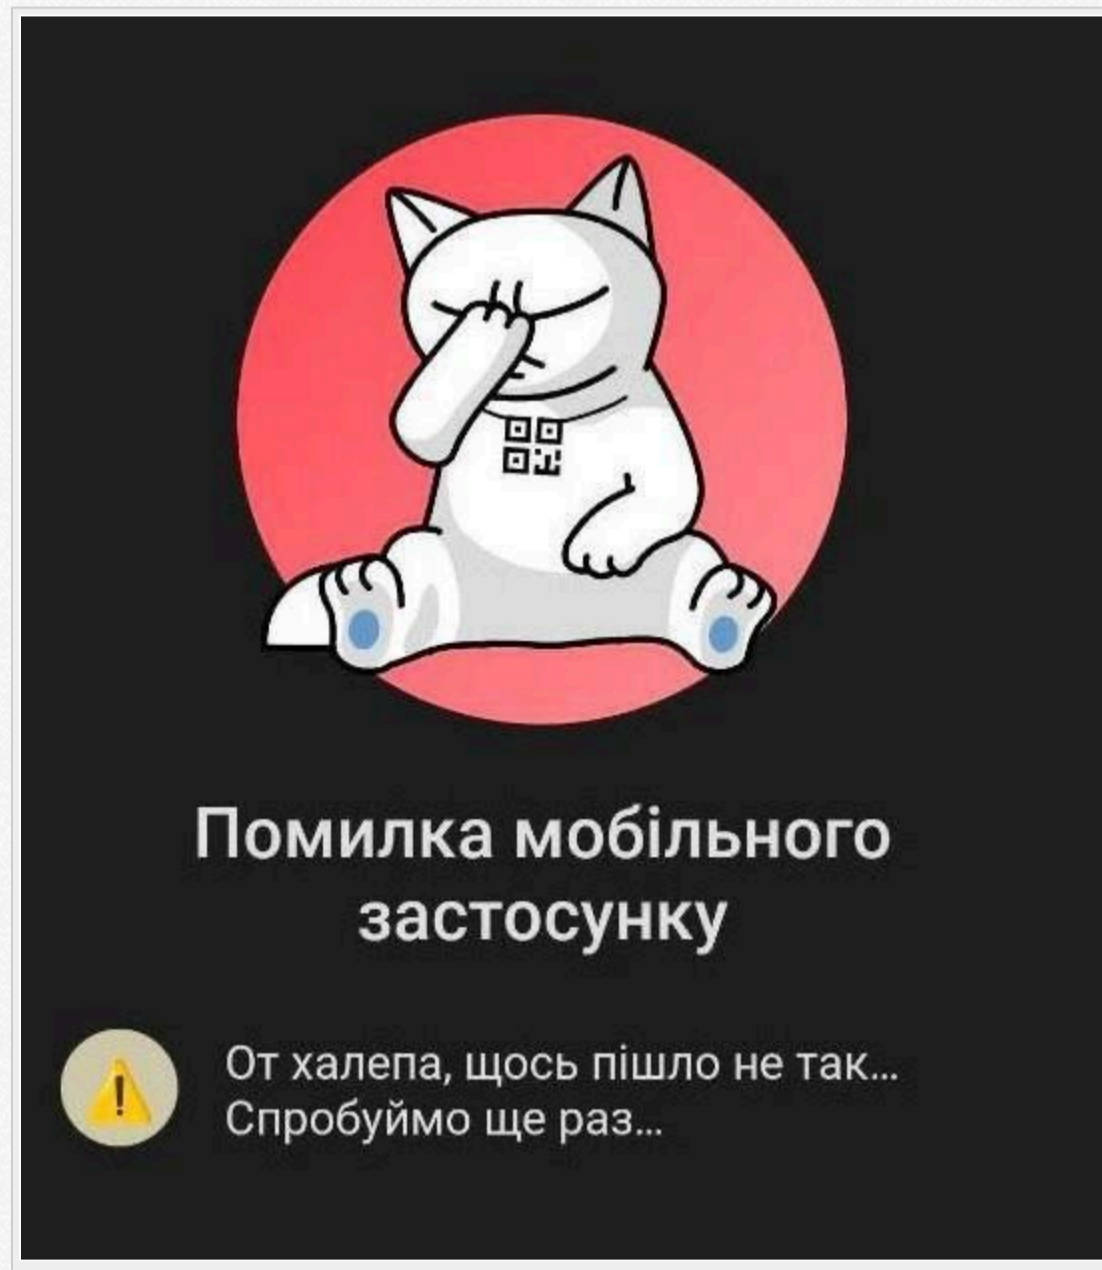 Помилка мобільного
застосунку
От халепа, щось пішло не так...
Спробуймо ще раз...